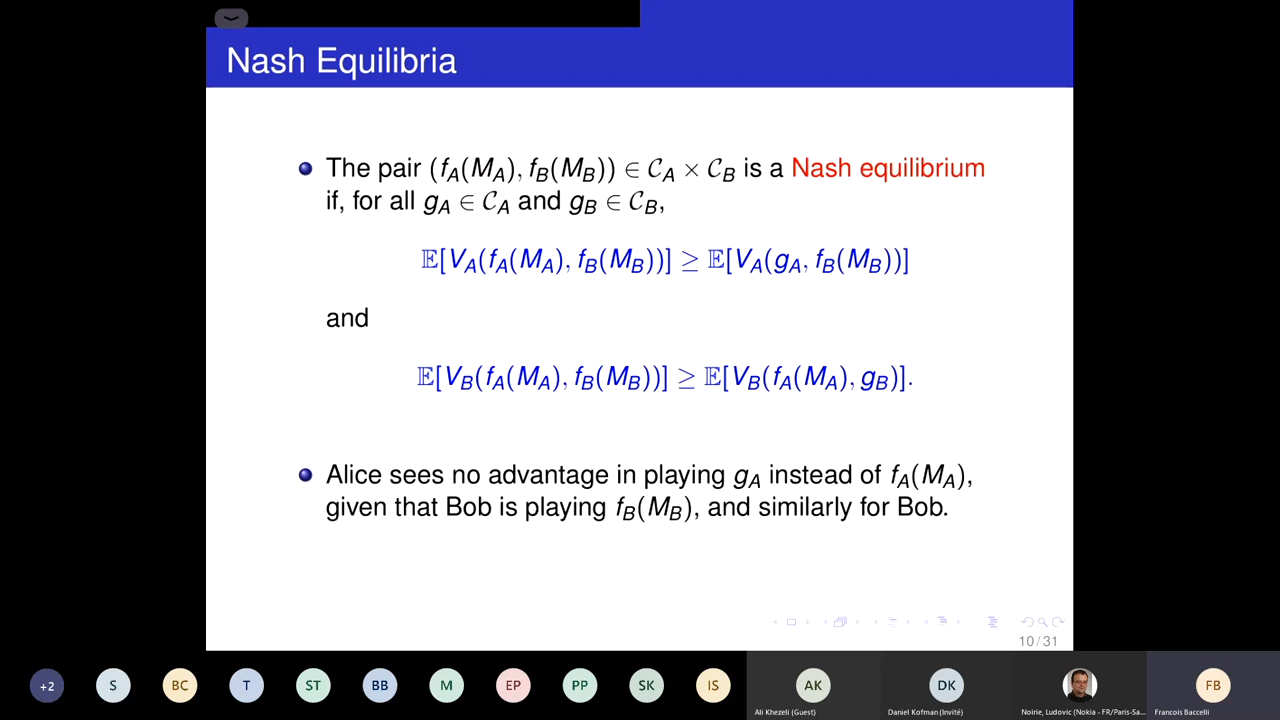 Nash Equilibria
The pair (f_A(M_A), f_B(M_B)) ∈ 𝒞_A × 𝒞_B is a Nash equilibrium
if, for all g_A ∈ 𝒞_A and g_B ∈ 𝒞_B,
𝔼[V_A(f_A(M_A), f_B(M_B))] ≥ 𝔼[V_A(g_A, f_B(M_B))]
and
𝔼[V_B(f_A(M_A), f_B(M_B))] ≥ 𝔼[V_B(f_A(M_A), g_B)].
Alice sees no advantage in playing g_A instead of f_A(M_A),
given that Bob is playing f_B(M_B), and similarly for Bob.
10 / 31
+2 S BC T ST BB M EP PP SK IS AK DK FB
Ali Khezeli (Guest) Daniel Kofman (Invité) Noirie, Ludovic (Nokia - FR/Paris-Sa... Francois Baccelli